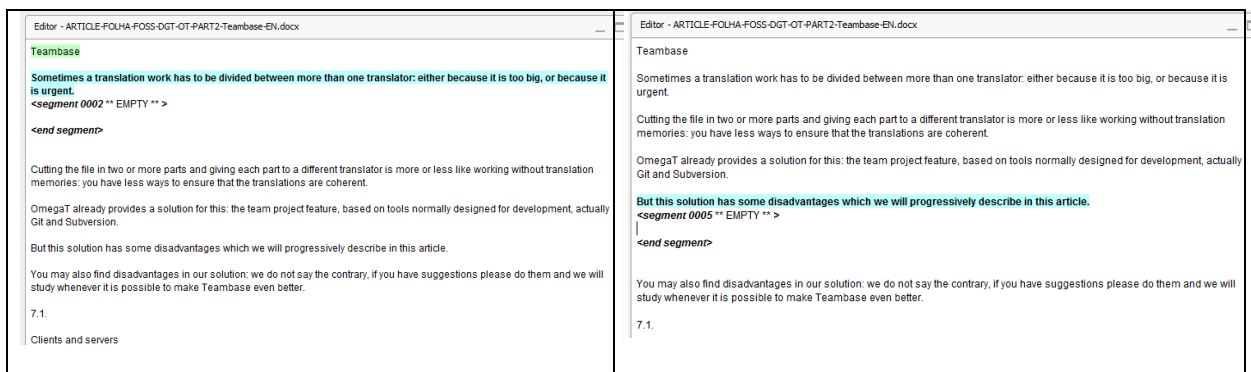 Editor - ARTICLE-FOLHA-FOSS-DGT-OT-PART2-Teambase-EN.docx
Teambase
Sometimes a translation work has to be divided between more than one translator: either because it is too big, or because it
is urgent.
<segment 0002 ** EMPTY ** >
<end segment>
Cutting the file in two or more parts and giving each part to a different translator is more or less like working without translation
memories: you have less ways to ensure that the translations are coherent.
OmegaT already provides a solution for this: the team project feature, based on tools normally designed for development, actually
Git and Subversion.
But this solution has some disadvantages which we will progressively describe in this article.
You may also find disadvantages in our solution: we do not say the contrary, if you have suggestions please do them and we will
study whenever it is possible to make Teambase even better.
7.1.
Clients and servers
Editor - ARTICLE-FOLHA-FOSS-DGT-OT-PART2-Teambase-EN.docx
Teambase
Sometimes a translation work has to be divided between more than one translator: either because it is too big, or because it is
urgent.
Cutting the file in two or more parts and giving each part to a different translator is more or less like working without translation
memories: you have less ways to ensure that the translations are coherent.
OmegaT already provides a solution for this: the team project feature, based on tools normally designed for development, actually
Git and Subversion.
But this solution has some disadvantages which we will progressively describe in this article.
<segment 0005 ** EMPTY ** >
<end segment>
You may also find disadvantages in our solution: we do not say the contrary, if you have suggestions please do them and we will
study whenever it is possible to make Teambase even better.
7.1.